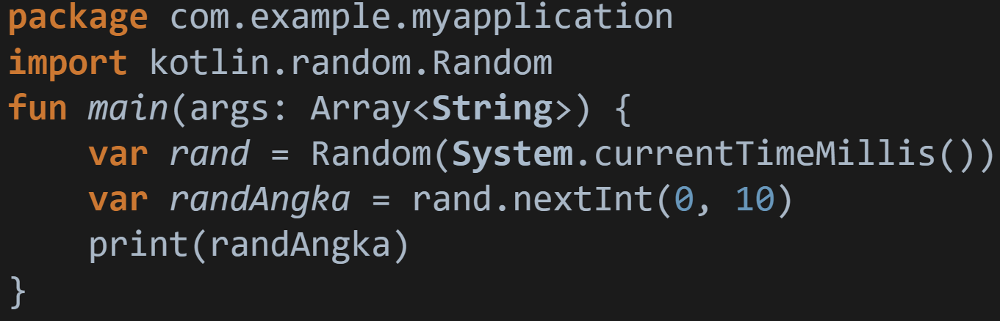 package com.example.myapplication
import kotlin.random.Random
fun main(args: Array<String>) {
    var rand = Random(System.currentTimeMillis())
    var randAngka = rand.nextInt(0, 10)
    print(randAngka)
}